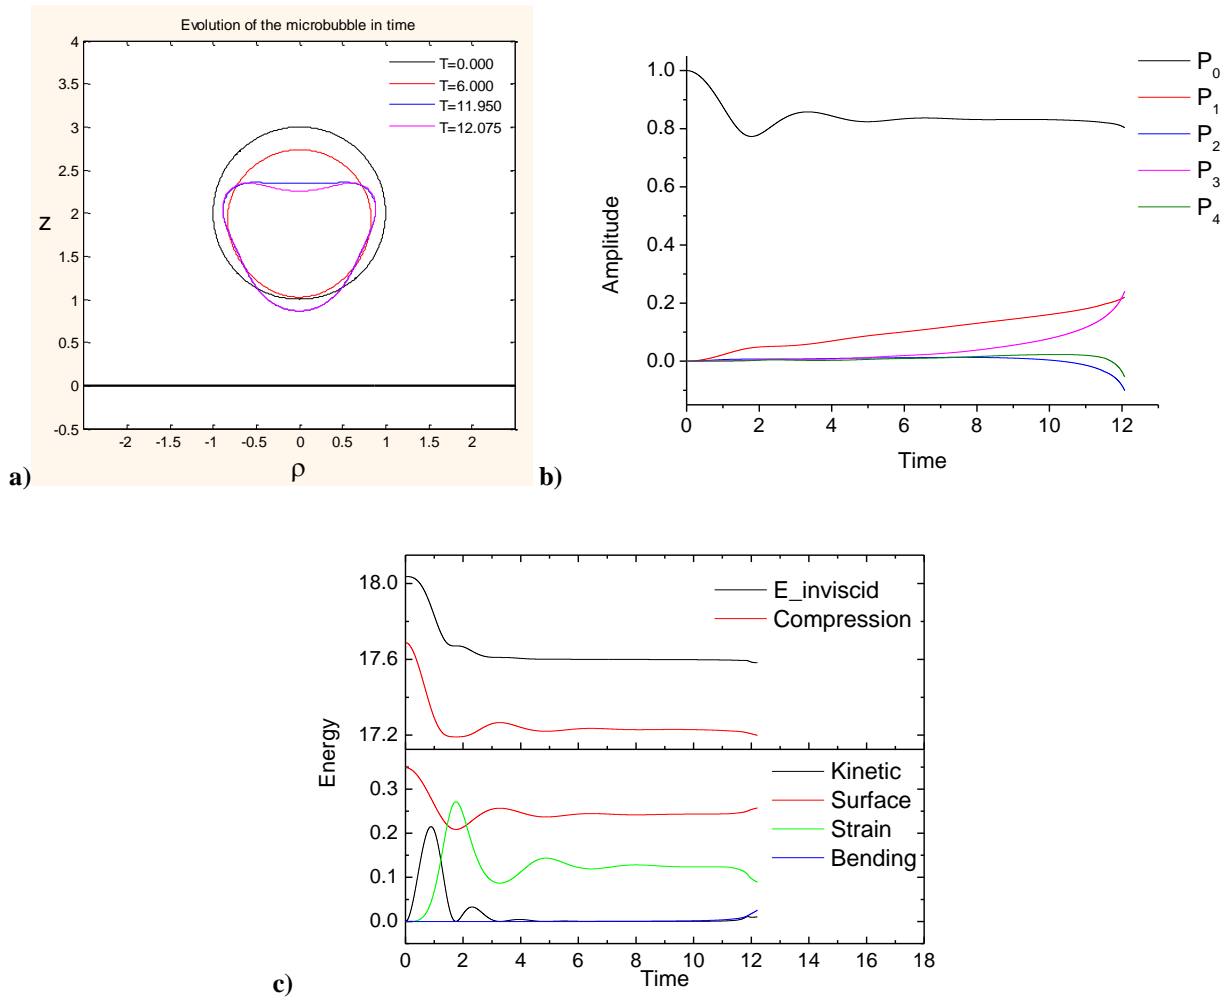 Evolution of the microbubble in time
4
3.5
3
2.5
2
1.5
1
0.5
0
-0.5
z
T=0.000
T=6.000
T=11.950
T=12.075
-2 -1.5 -1 -0.5 0 0.5 1 1.5 2
ρ
a)
1.0
0.8
0.6
0.4
0.2
0.0
Amplitude
P0
P1
P2
P3
P4
0 2 4 6 8 10 12
Time
b)
18.0
17.6
17.2
E_inviscid
Compression
Energy
0.3
0.2
0.1
0.0
Kinetic
Surface
Strain
Bending
0 2 4 6 8 10 12 14 16 18
Time
c)